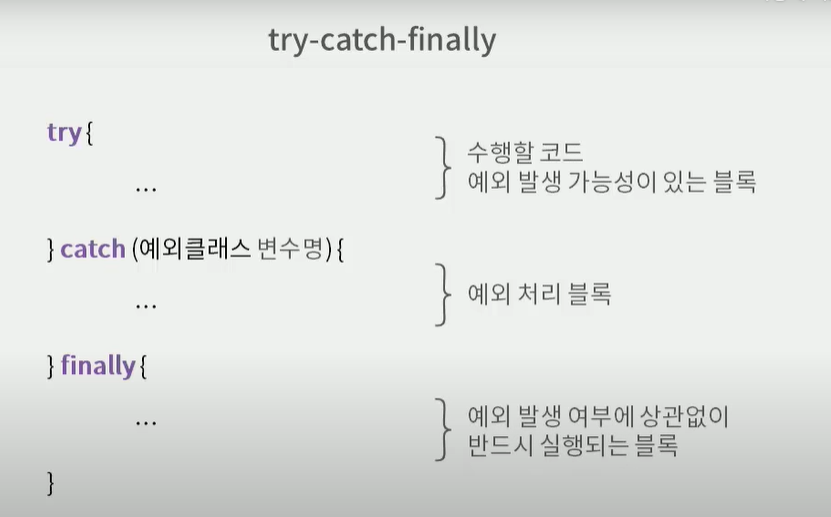 try-catch-finally
try{
...
수행할 코드
예외 발생 가능성이 있는 블록
} catch (예외클래스 변수명){
...
예외 처리 블록
} finally{
...
예외 발생 여부에 상관없이
반드시 실행되는 블록
}